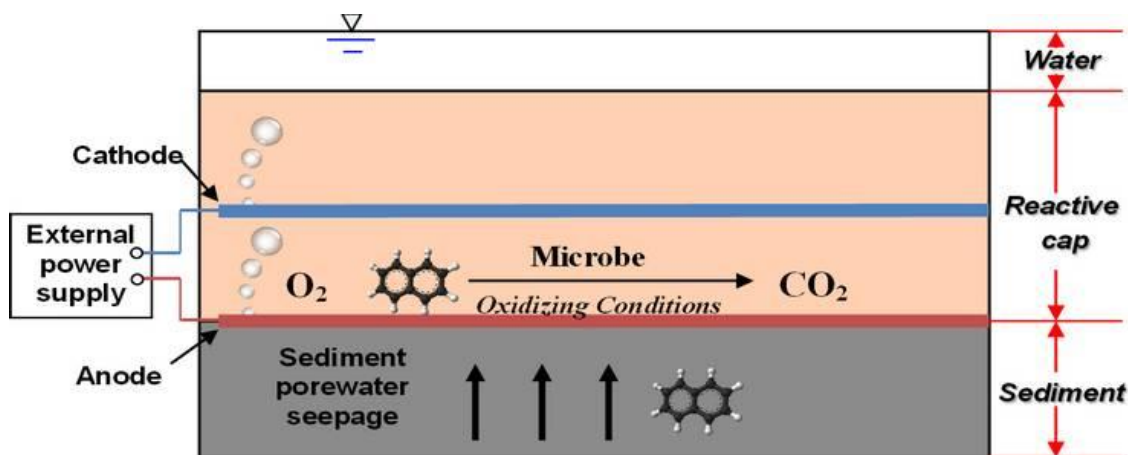 Water
Cathode
External
power
supply
Reactive
cap
O₂
Microbe
Oxidizing Conditions
CO₂
Anode
Sediment
porewater
seepage
Sediment